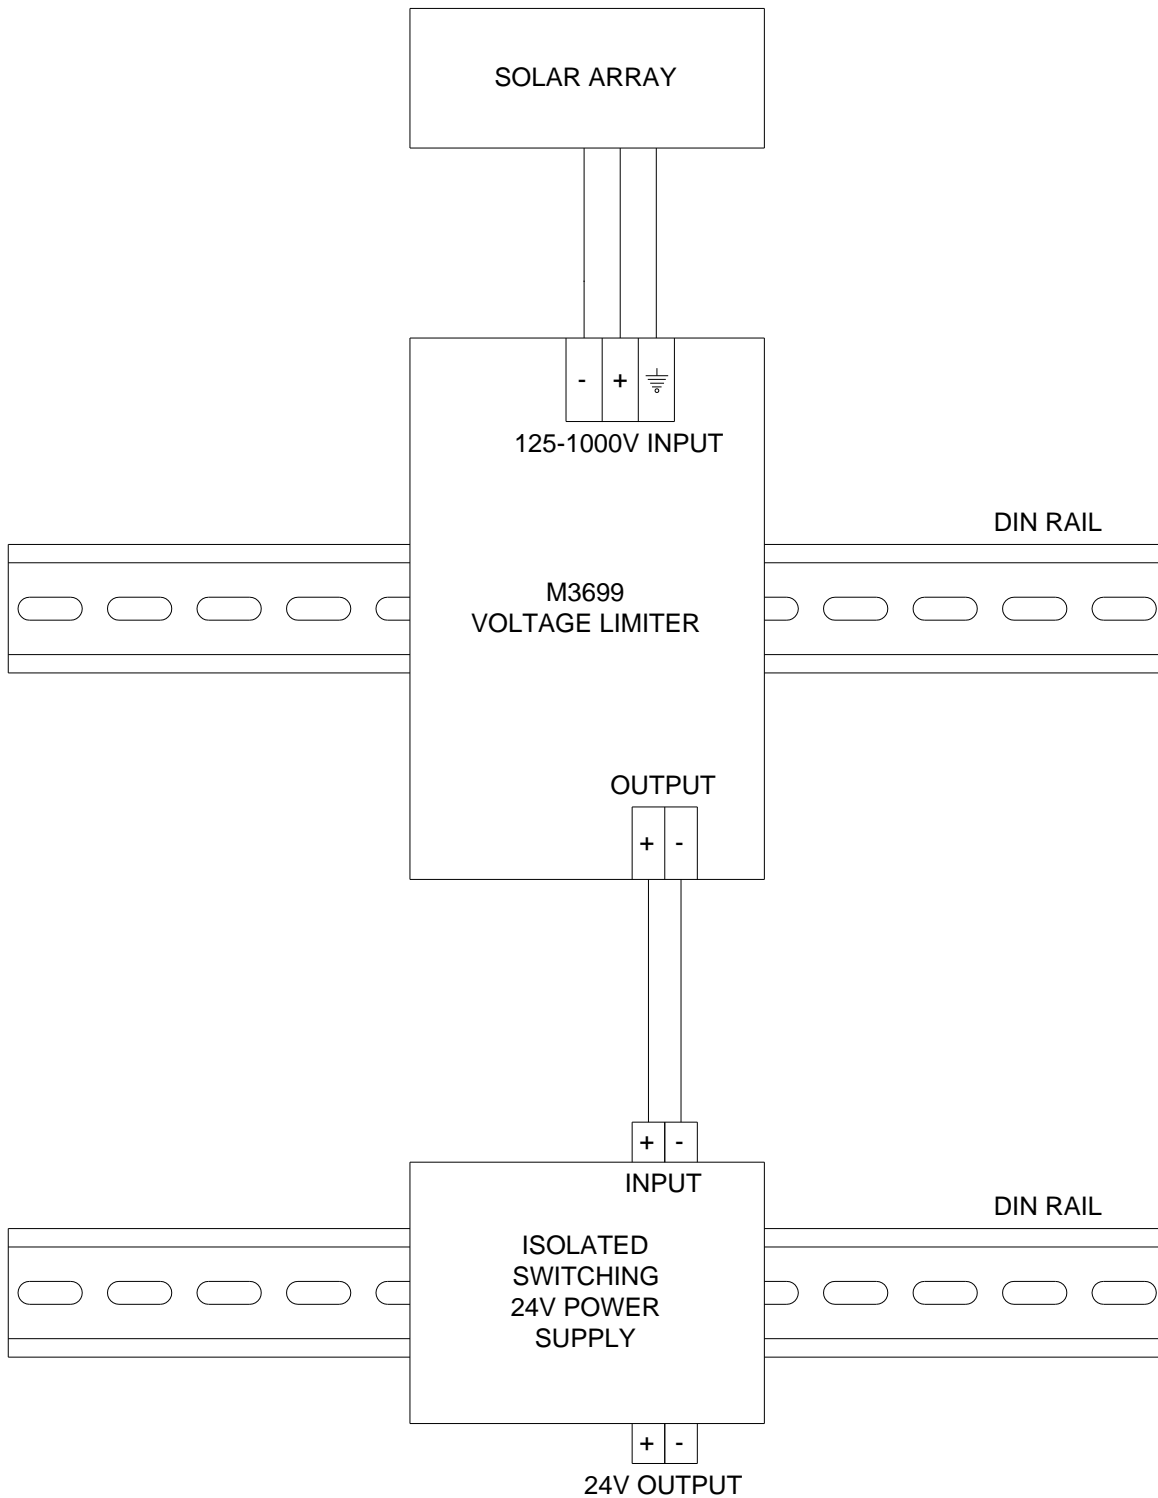 SOLAR ARRAY
- +
125-1000V INPUT
DIN RAIL
M3699
VOLTAGE LIMITER
OUTPUT
+ -
+ -
INPUT
DIN RAIL
ISOLATED
SWITCHING
24V POWER
SUPPLY
+ -
24V OUTPUT